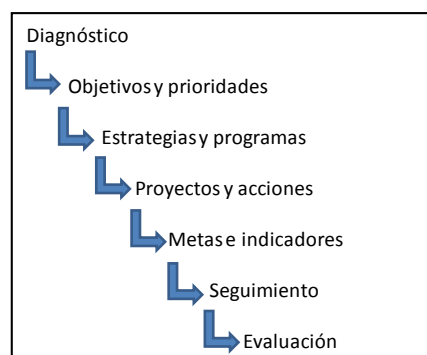 Diagnóstico
Objetivos y prioridades
Estrategias y programas
Proyectos y acciones
Metas e indicadores
Seguimiento
Evaluación